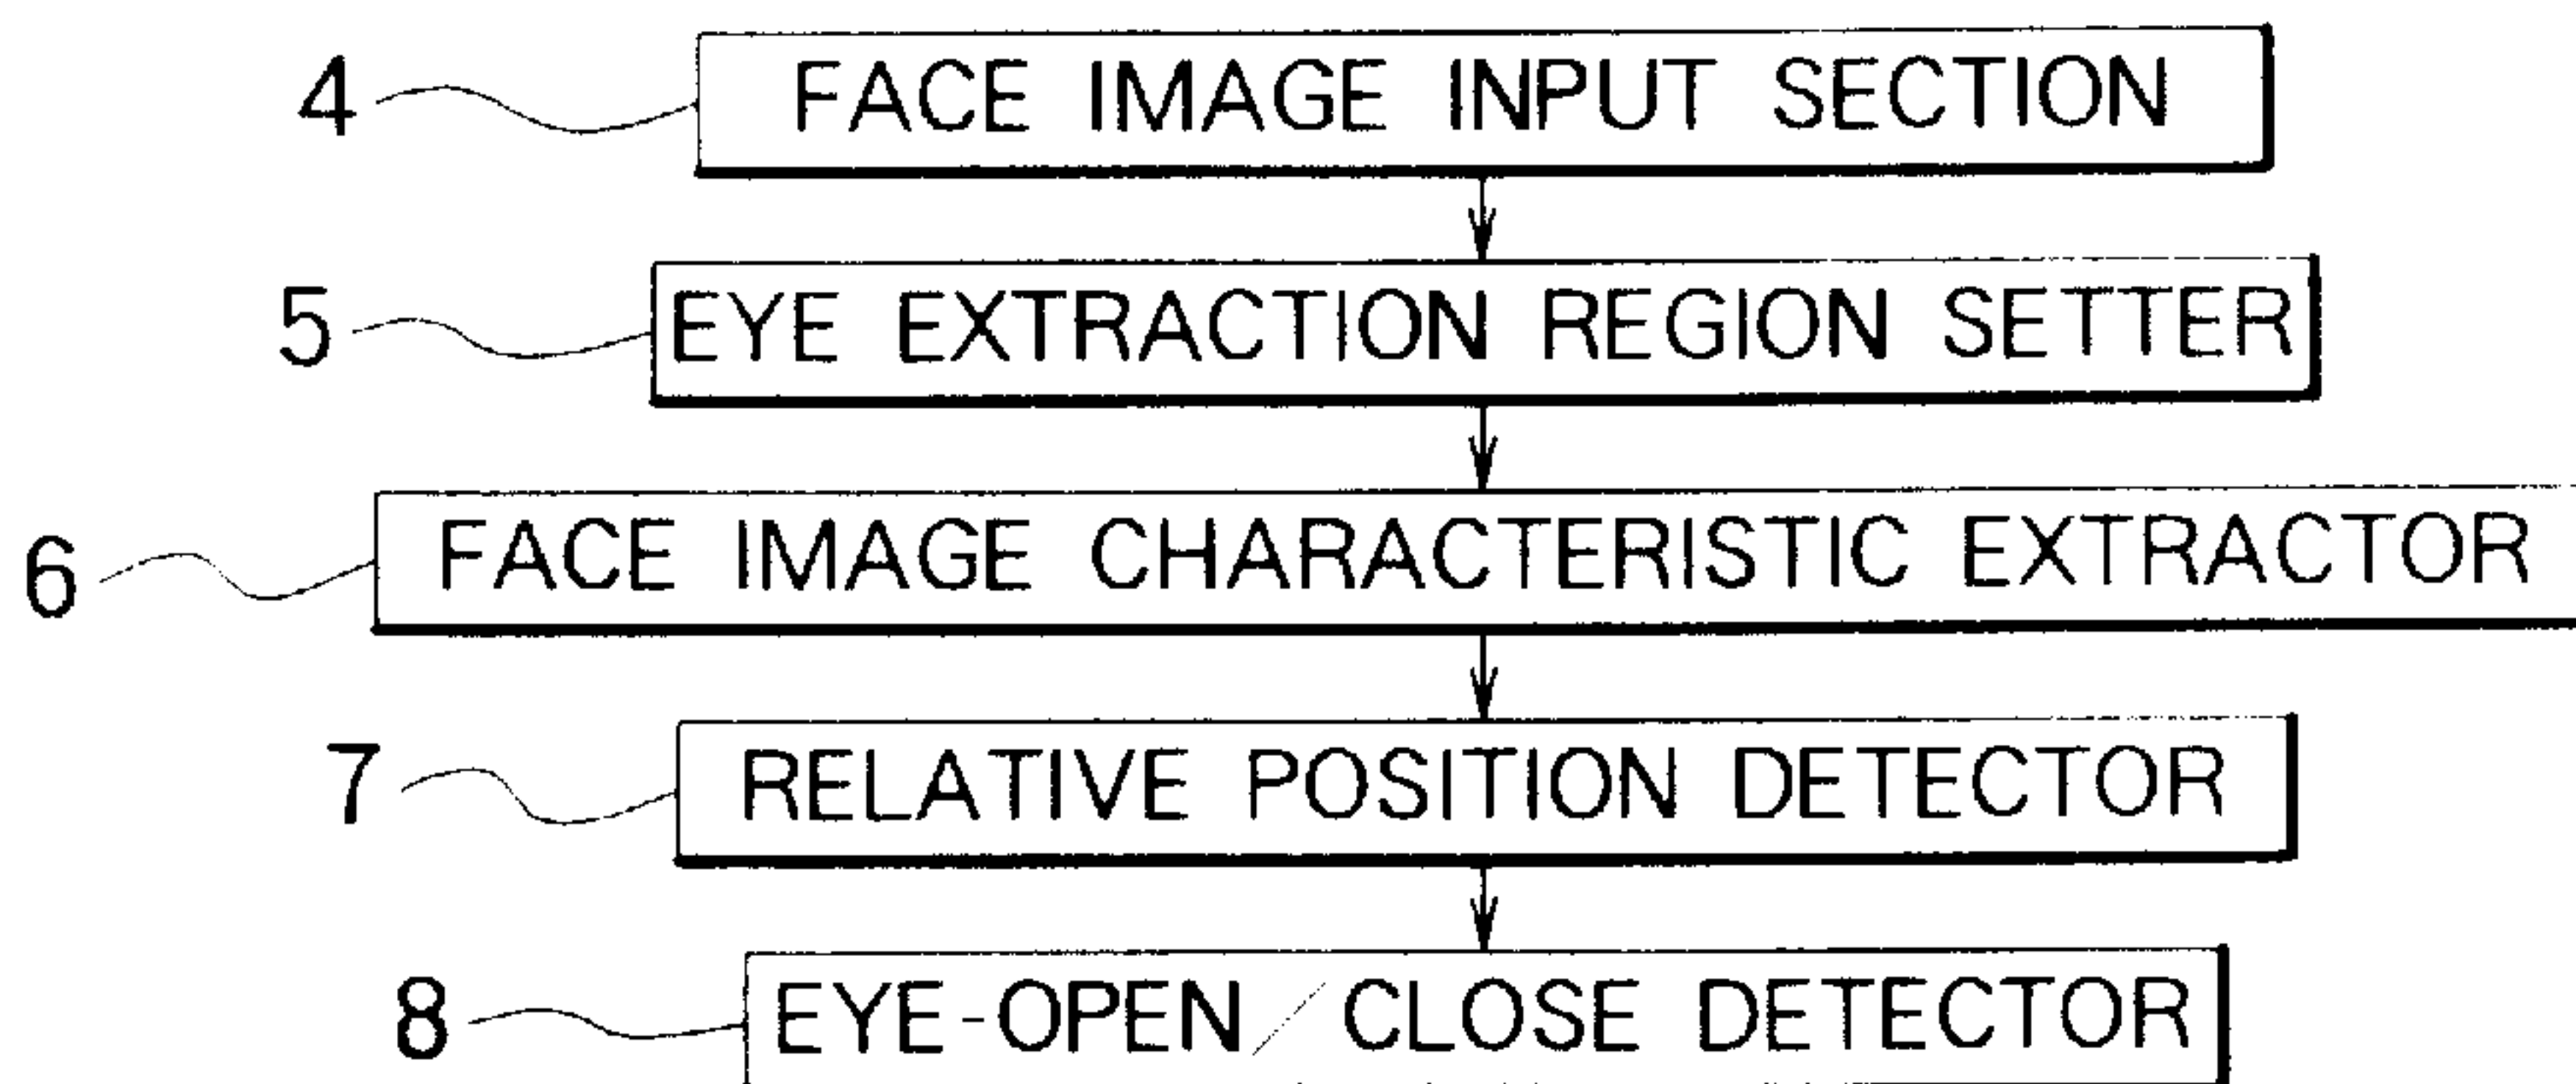 4 FACE IMAGE INPUT SECTION
5 EYE EXTRACTION REGION SETTER
6 FACE IMAGE CHARACTERISTIC EXTRACTOR
7 RELATIVE POSITION DETECTOR
8 EYE-OPEN/CLOSE DETECTOR